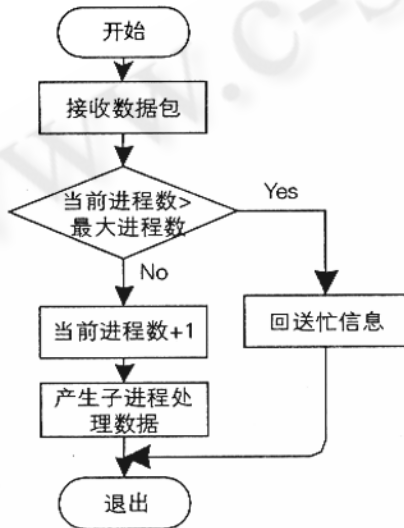 开始
接收数据包
当前进程数>
最大进程数
Yes
No
当前进程数+1
回送忙信息
产生子进程处
理数据
退出